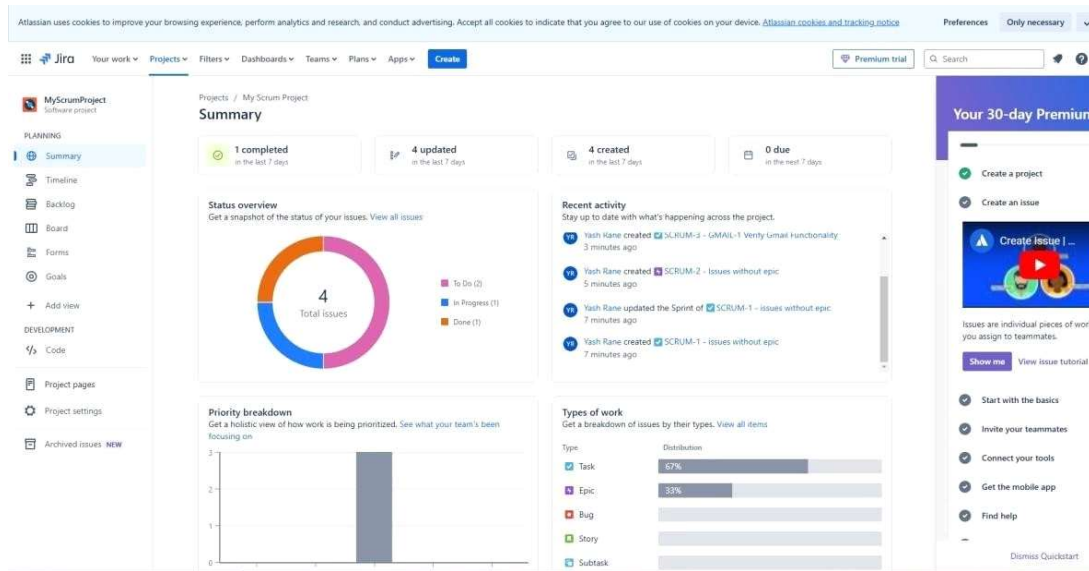 Atlassian uses cookies to improve your browsing experience, perform analytics and research, and conduct advertising. Accept all cookies to indicate that you agree to our use of cookies on your device. Atlassian cookies and tracking notice
Preferences
Only necessary
Jira
Your work
Projects
Filters
Dashboards
Teams
Plans
Apps
Create
Premium trial
Search
MyScrumProject
Software project
PLANNING
Summary
Timeline
Backlog
Board
Forms
Goals
+ Add view
DEVELOPMENT
Code
Project pages
Project settings
Archived issues NEW
Projects / My Scrum Project
Summary
1 completed
in the last 7 days
4 updated
in the last 7 days
4 created
in the last 7 days
0 due
in the next 7 days
Status overview
Get a snapshot of the status of your issues. View all issues
4
Total issues
To Do (2)
In Progress (1)
Done (1)
Recent activity
Stay up to date with what's happening across the project.
YR Yash Rane created SCRUM-3 - GMAIL-1 Verify Gmail Functionality
3 minutes ago
YR Yash Rane created SCRUM-2 - Issues without epic
5 minutes ago
YR Yash Rane updated the Sprint of SCRUM-1 - issues without epic
7 minutes ago
YR Yash Rane created SCRUM-1 - issues without epic
7 minutes ago
Priority breakdown
Get a holistic view of how work is being prioritized. See what your team's been
focusing on
3
2
1
0
Types of work
Get a breakdown of issues by their types. View all items
Type Distribution
Task 67%
Epic 33%
Bug
Story
Subtask
Your 30-day Premium
Create a project
Create an issue
Create Issue | ...
Issues are individual pieces of wor
you assign to teammates.
Show me
View issue tutorial
Start with the basics
Invite your teammates
Connect your tools
Get the mobile app
Find help
Dismiss Quickstart